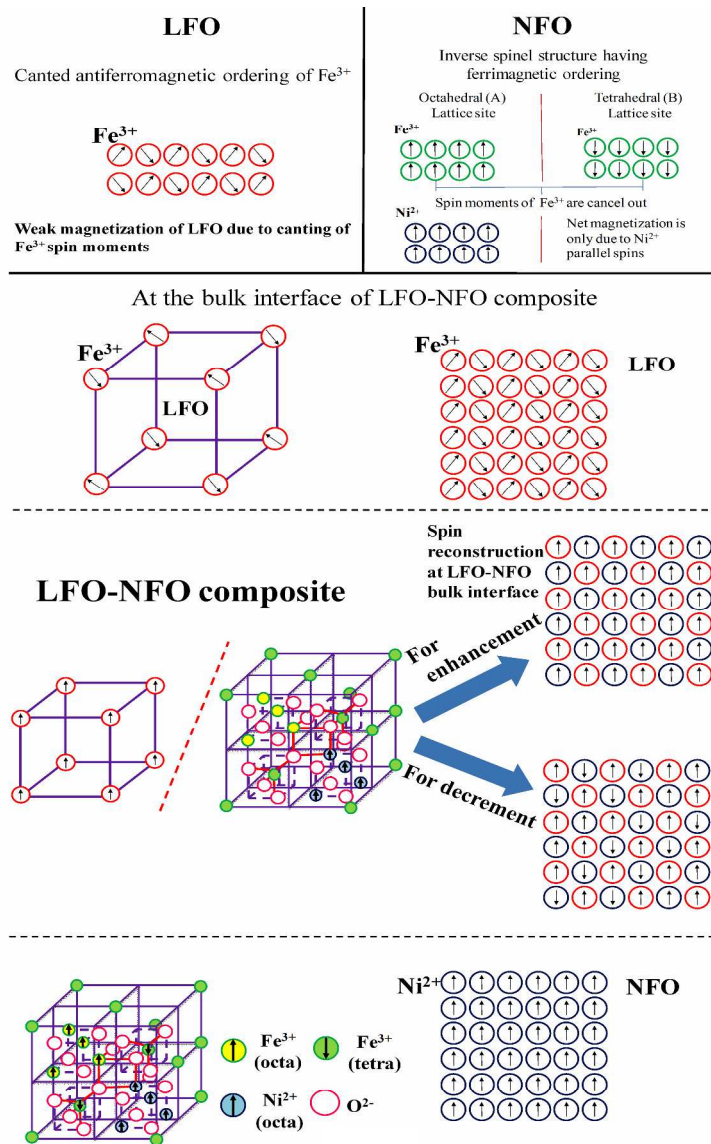 LFO
Canted antiferromagnetic ordering of Fe³⁺
Fe³⁺
Weak magnetization of LFO due to canting of
Fe³⁺ spin moments
NFO
Inverse spinel structure having
ferrimagnetic ordering
Octahedral (A)
Lattice site
Tetrahedral (B)
Lattice site
Fe³⁺
Fe³⁺
Spin moments of Fe³⁺ are cancel out
Ni²⁺
Net magnetization is
only due to Ni²⁺
parallel spins
At the bulk interface of LFO-NFO composite
Fe³⁺
LFO
Fe³⁺
LFO
Spin
reconstruction
at LFO-NFO
bulk interface
LFO-NFO composite
For
enhancement
For decrement
Fe³⁺
(octa)
Fe³⁺
(tetra)
Ni²⁺
(octa)
O²⁻
Ni²⁺
NFO